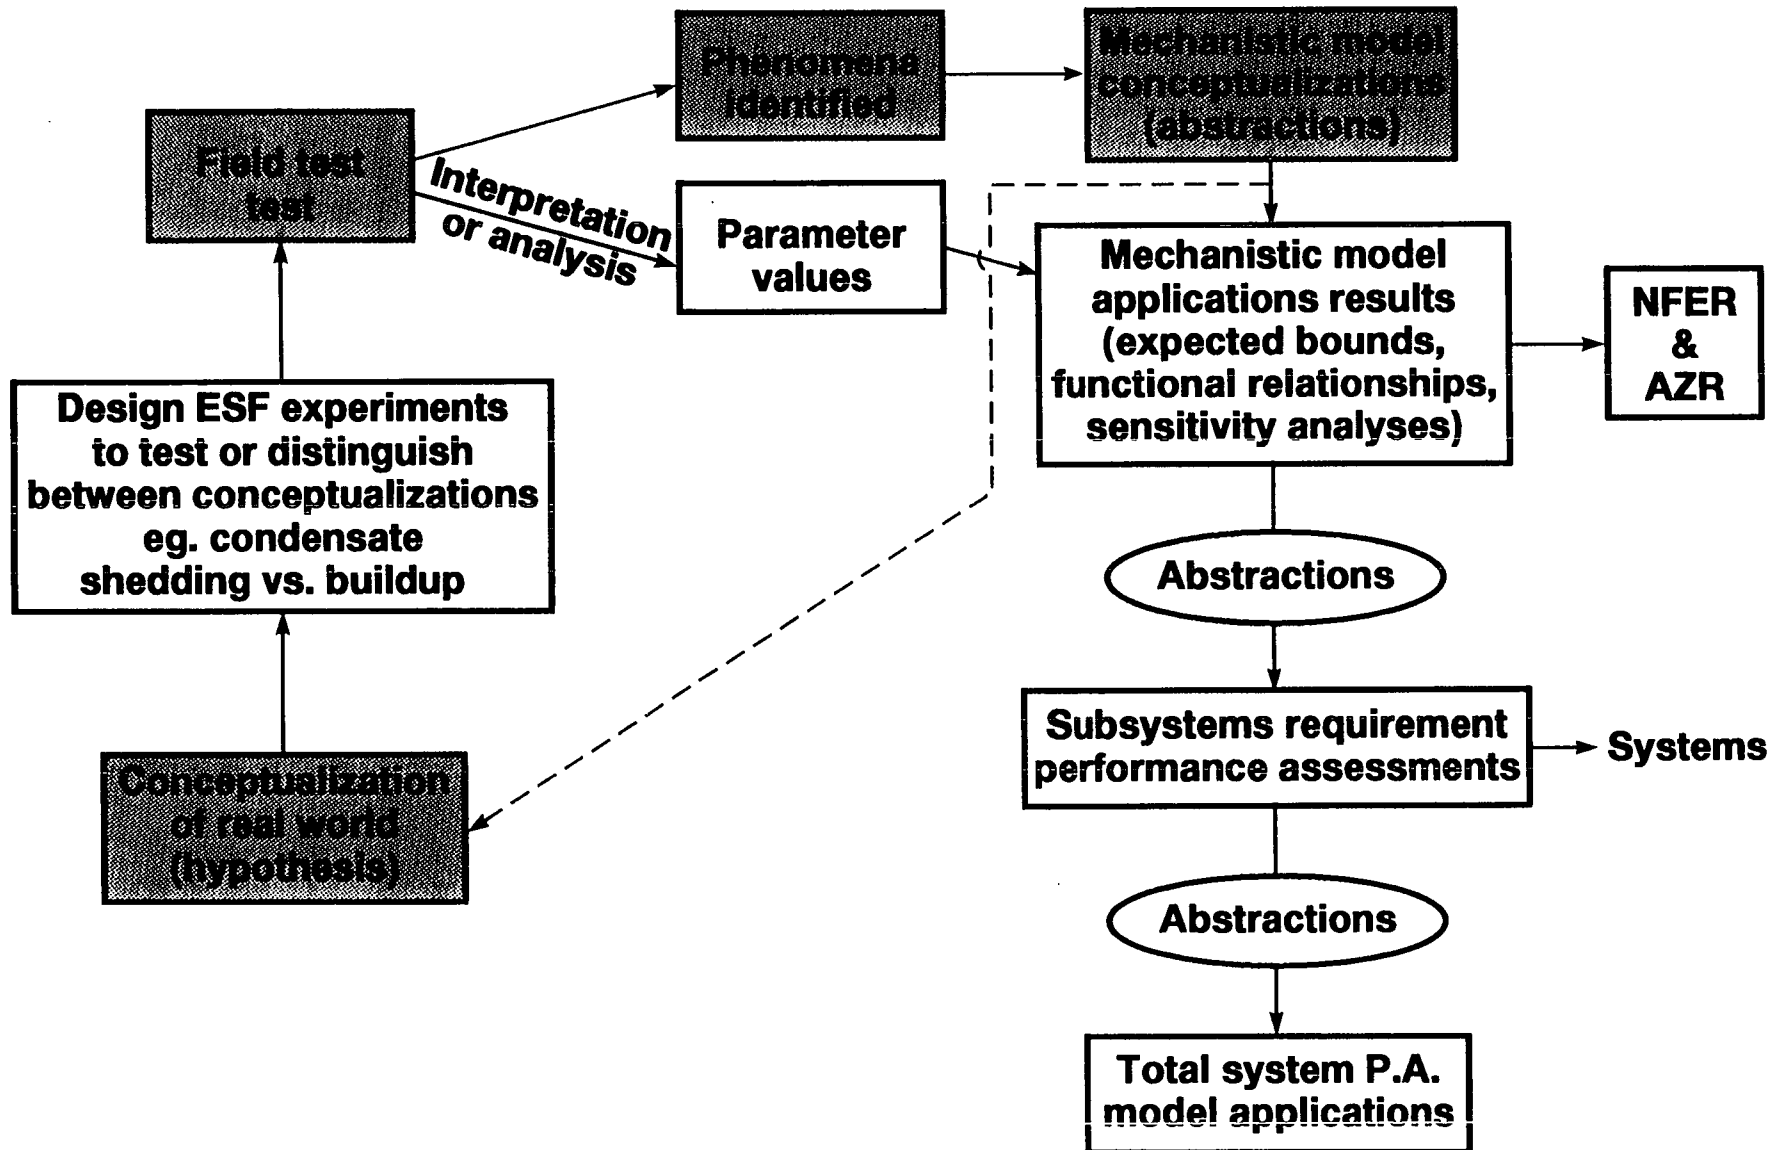 Phenomena
identified
Mechanistic model
conceptualizations
(abstractions)
Field test
test
Interpretation
or analysis
Parameter
values
Mechanistic model
applications results
(expected bounds,
functional relationships,
sensitivity analyses)
NFER
&
AZR
Design ESF experiments
to test or distinguish
between conceptualizations
eg. condensate
shedding vs. buildup
Abstractions
Subsystems requirement
performance assessments
Systems
Conceptualization
of real world
(hypothesis)
Abstractions
Total system P.A.
model applications